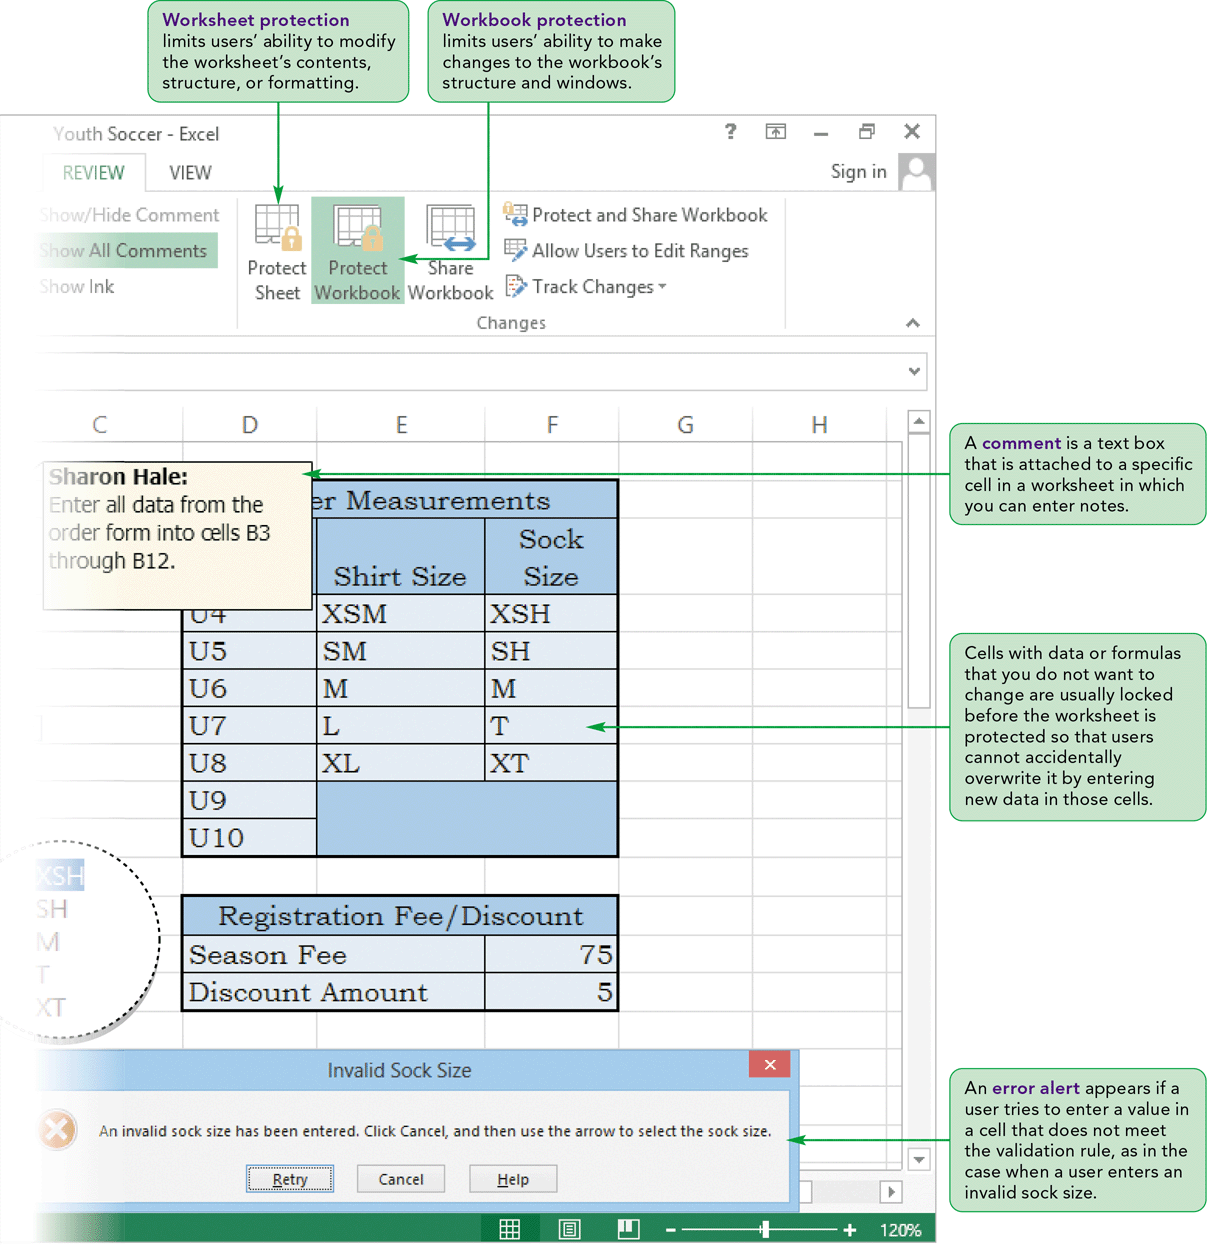 Worksheet protection
limits users' ability to modify
the worksheet's contents,
structure, or formatting.
Workbook protection
limits users' ability to make
changes to the workbook's
structure and windows.
Youth Soccer - Excel
?
REVIEW
VIEW
Sign in
Show/Hide Comment
Show All Comments
Show Ink
Protect
Sheet
Protect
Workbook
Share
Workbook
Protect and Share Workbook
Allow Users to Edit Ranges
Track Changes
Changes
C D E F G H
Sharon Hale:
Enter all data from the
order form into cells B3
through B12.
er Measurements
Shirt Size
Sock
Size
U4 XSM XSH
U5 SM SH
U6 M M
U7 L T
U8 XL XT
U9
U10
XSH
SH
M
T
XT
Registration Fee/Discount
Season Fee 75
Discount Amount 5
A comment is a text box
that is attached to a specific
cell in a worksheet in which
you can enter notes.
Cells with data or formulas
that you do not want to
change are usually locked
before the worksheet is
protected so that users
cannot accidentally
overwrite it by entering
new data in those cells.
Invalid Sock Size
An invalid sock size has been entered. Click Cancel, and then use the arrow to select the sock size.
Retry Cancel Help
An error alert appears if a
user tries to enter a value in
a cell that does not meet
the validation rule, as in the
case when a user enters an
invalid sock size.
120%